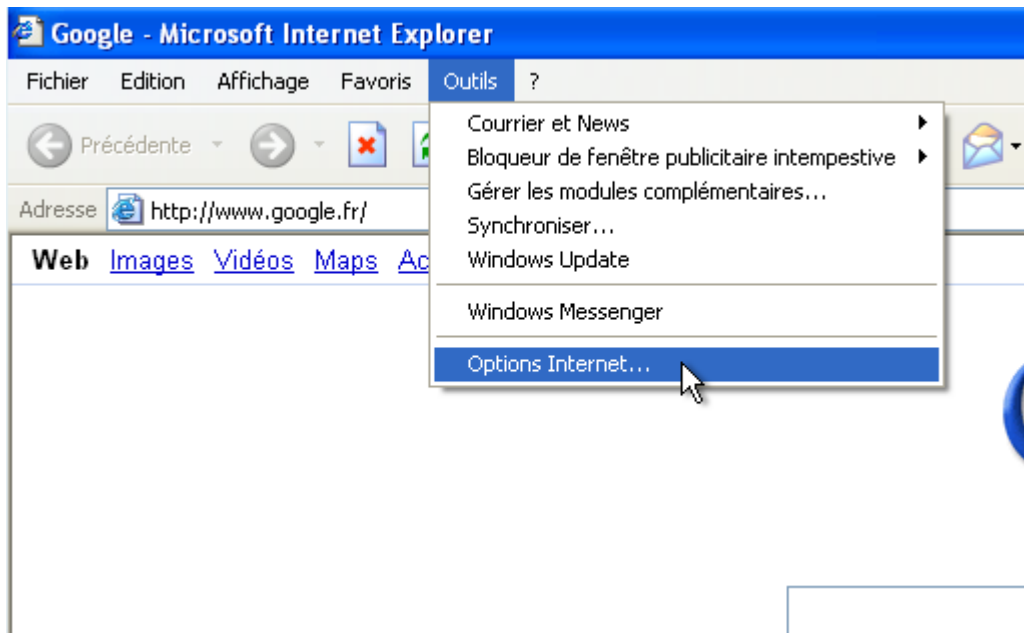 Google - Microsoft Internet Explorer
Fichier Edition Affichage Favoris Outils ?
Précédente
Courrier et News
Bloqueur de fenêtre publicitaire intempestive
Gérer les modules complémentaires...
Synchroniser...
Windows Update
Windows Messenger
Options Internet...
Adresse http://www.google.fr/
Web Images Vidéos Maps